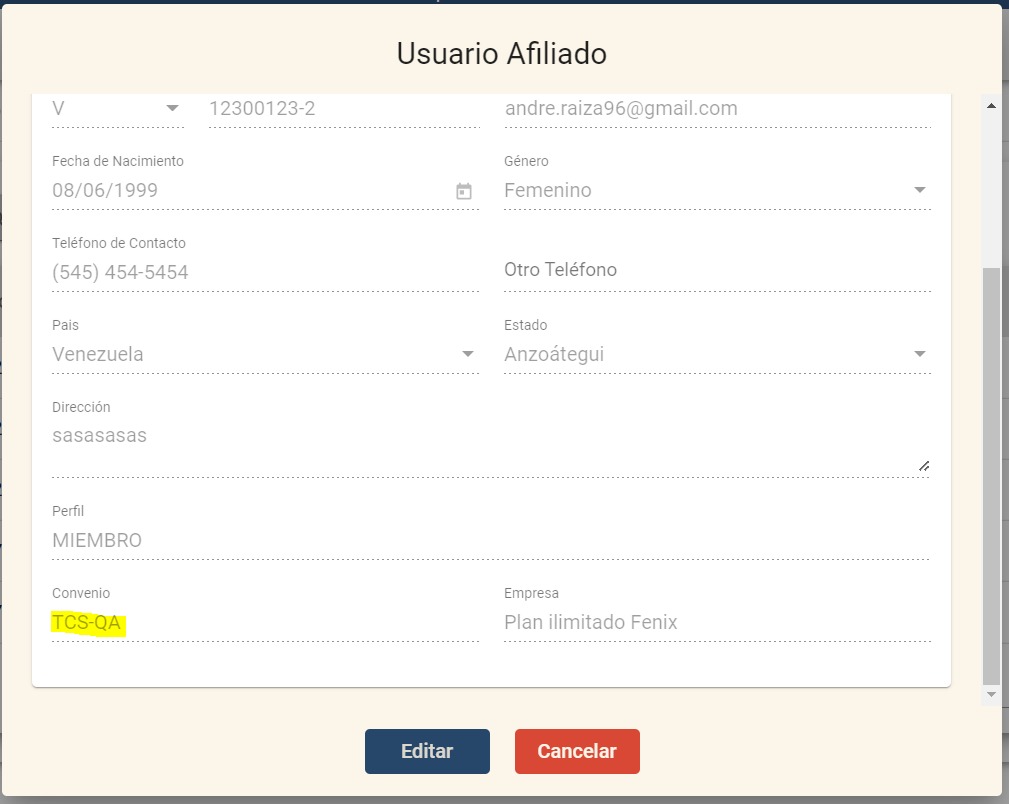 Usuario Afiliado
V 12300123-2 andre.raiza96@gmail.com
Fecha de Nacimiento Género
08/06/1999 Femenino
Teléfono de Contacto
(545) 454-5454 Otro Teléfono
Pais Estado
Venezuela Anzoátegui
Dirección
sasasasas
Perfil
MIEMBRO
Convenio Empresa
TCS-QA Plan ilimitado Fenix
Editar Cancelar